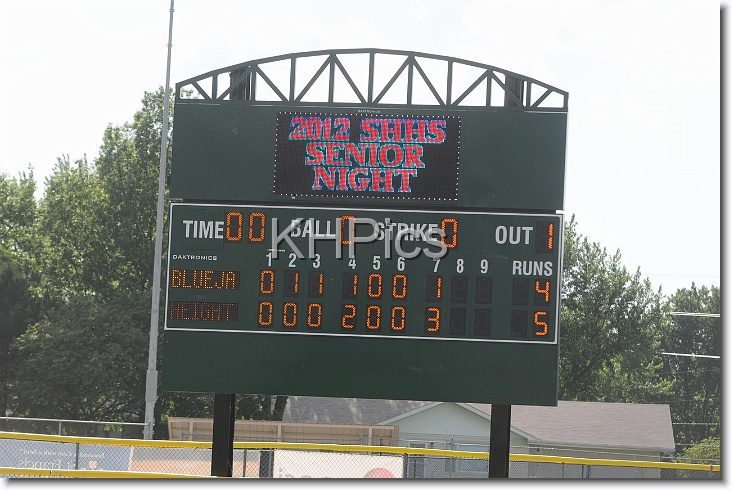 2012 SHHS
SENIOR
NIGHT
TIME 00 BALL 0 STRIKE 0 OUT 1
KHPics
DAKTRONICS 1 2 3 4 5 6 7 8 9 RUNS
BLUEJA 0 1 1 1 0 0 1 4
0 0 0 2 0 0 3 5